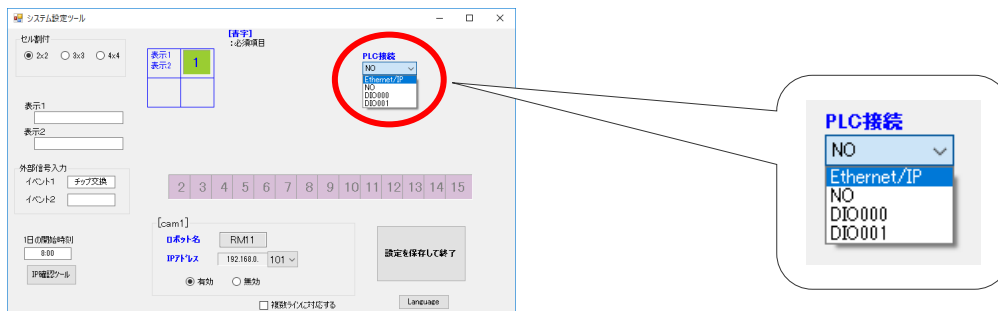 システム設定ツール
セル割付
2x2 3x3 4x4
表示1
表示2
1
[青字]
:必須項目
PLC接続
NO
Ethernet/IP
NO
DIO000
DIO001
表示1
表示2
外部信号入力
イベント1 チップ交換
イベント2
2 3 4 5 6 7 8 9 10 11 12 13 14 15
[cam1]
ロボット名 RM11
IPアドレス 192.168.0. 101
有効 無効
1日の開始時刻
8:00
IP確認ツール
設定を保存して終了
複数ラインに対応する
Language
PLC接続
NO
Ethernet/IP
NO
DIO000
DIO001